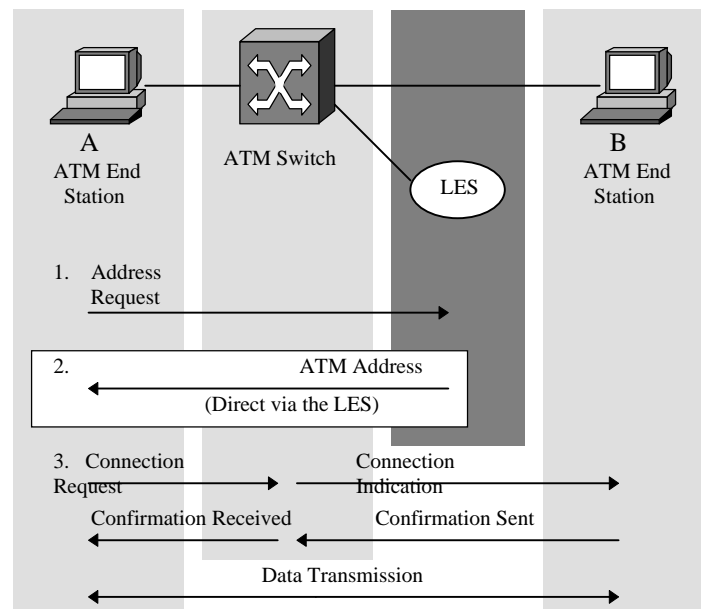 A
ATM End
Station
ATM Switch
LES
B
ATM End
Station
1. Address
Request
2. ATM Address
(Direct via the LES)
3. Connection
Request
Connection
Indication
Confirmation Received
Confirmation Sent
Data Transmission